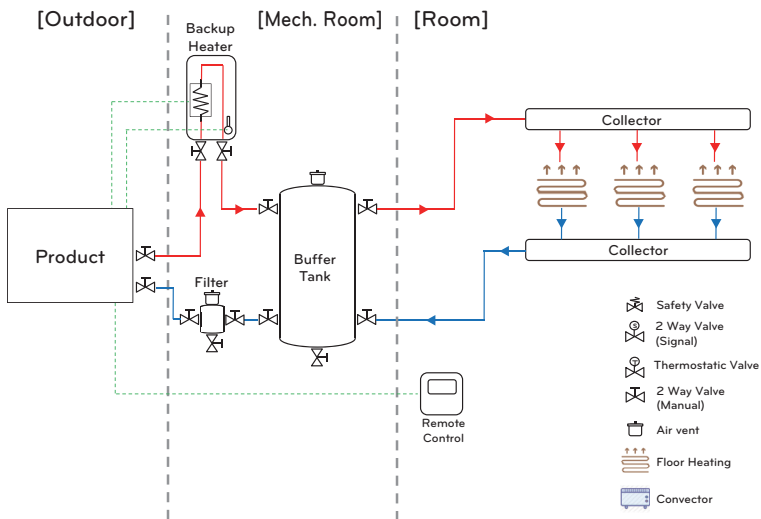 [Outdoor]
[Mech. Room]
[Room]
Backup
Heater
Collector
Product
Filter
Buffer
Tank
Collector
Remote
Control
Safety Valve
S
2 Way Valve
(Signal)
T
Thermostatic Valve
2 Way Valve
(Manual)
Air vent
Floor Heating
Convector